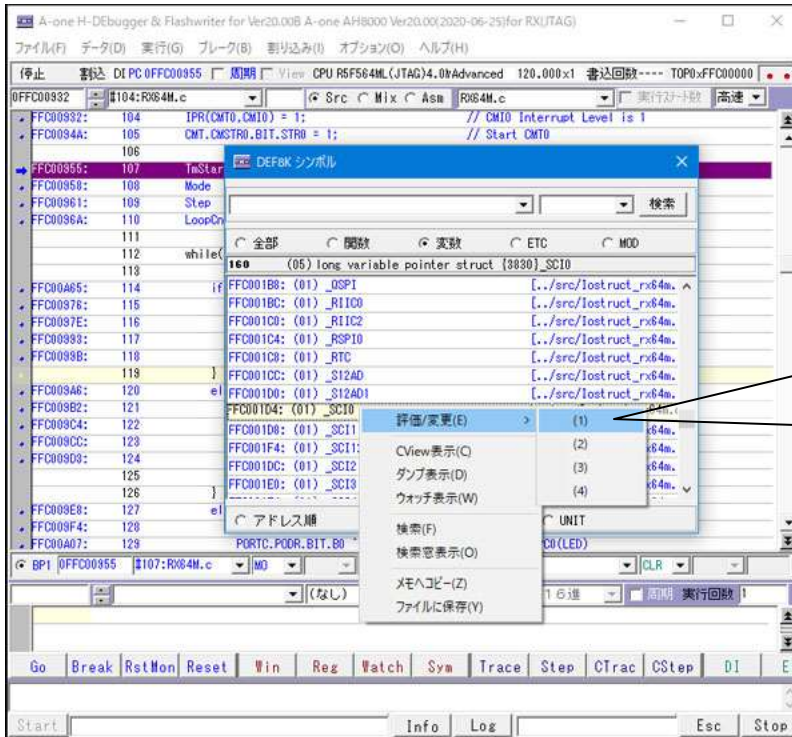 A-one H-DEbugger & Flashwriter for Ver20.00B A-one AH8000 Ver20.00(2020-06-25)for RX(JTAG)
ファイル(F) データ(D) 実行(G) ブレーク(B) 割り込み(I) オプション(O) ヘルプ(H)
停止 割込 DI PC 0FFC00955 周期 View CPU R5F564ML(JTAG)4.0 Advanced 120.000x1 書込回数---- TOP0xFFC00000
0FFC00932 #104:RX64M.c Src Mix Asm RX64M.c 高速
FFC00932: 104 IPR(CMT0,CMI0) = 1; // CMI0 Interrupt Level is 1
FFC0094A: 105 CMT.CMSTR0.BIT.STR0 = 1; // Start CMT0
106
FFC00955: 107 TmStar
FFC00958: 108 Mode
FFC00961: 109 Step
FFC0096A: 110 LoopCn
111
112 while(
113
FFC00A65: 114 if
FFC00976: 115
FFC0097E: 116
FFC00993: 117
FFC0099B: 118
119 }
FFC009A6: 120 el
FFC009B2: 121
FFC009C4: 122
FFC009CC: 123
FFC009D3: 124
125
126 }
FFC009E8: 127 el
FFC009F4: 128
FFC00A07: 129 PORTC.PODR.BIT.B0 PC0(LED)
DEF8K シンボル
検索
全部 関数 変数 ETC MOD
160 (05) long variable pointer struct {3830}_SCI0
FFC001B8: (01) _QSPI [../src/Iostruct_rx64m.
FFC001BC: (01) _RIIC0 [../src/Iostruct_rx64m.
FFC001C0: (01) _RIIC2 [../src/Iostruct_rx64m.
FFC001C4: (01) _RSPI0 [../src/Iostruct_rx64m.
FFC001C8: (01) _RTC [../src/Iostruct_rx64m.
FFC001CC: (01) _S12AD [../src/Iostruct_rx64m.
FFC001D0: (01) _S12AD1 [../src/Iostruct_rx64m.
FFC001D4: (01) _SCI0
FFC001D8: (01) _SCI1 x64m.
FFC001F4: (01) _SCI1 x64m.
FFC001DC: (01) _SCI2 x64m.
FFC001E0: (01) _SCI3 x64m.
アドレス順 UNIT
評価/変更(E)
CView表示(C)
ダンプ表示(D)
ウォッチ表示(W)
検索(F)
検索窓表示(O)
メモへコピー(Z)
ファイルに保存(Y)
(1)
(2)
(3)
(4)
BP1 0FFC00955 #107:RX64M.c MO CLR
(なし) 16進 周期 実行回数 1
Go Break RstMon Reset Win Reg Watch Sym Trace Step CTrac CStep DI E
Start Info Log Esc Stop